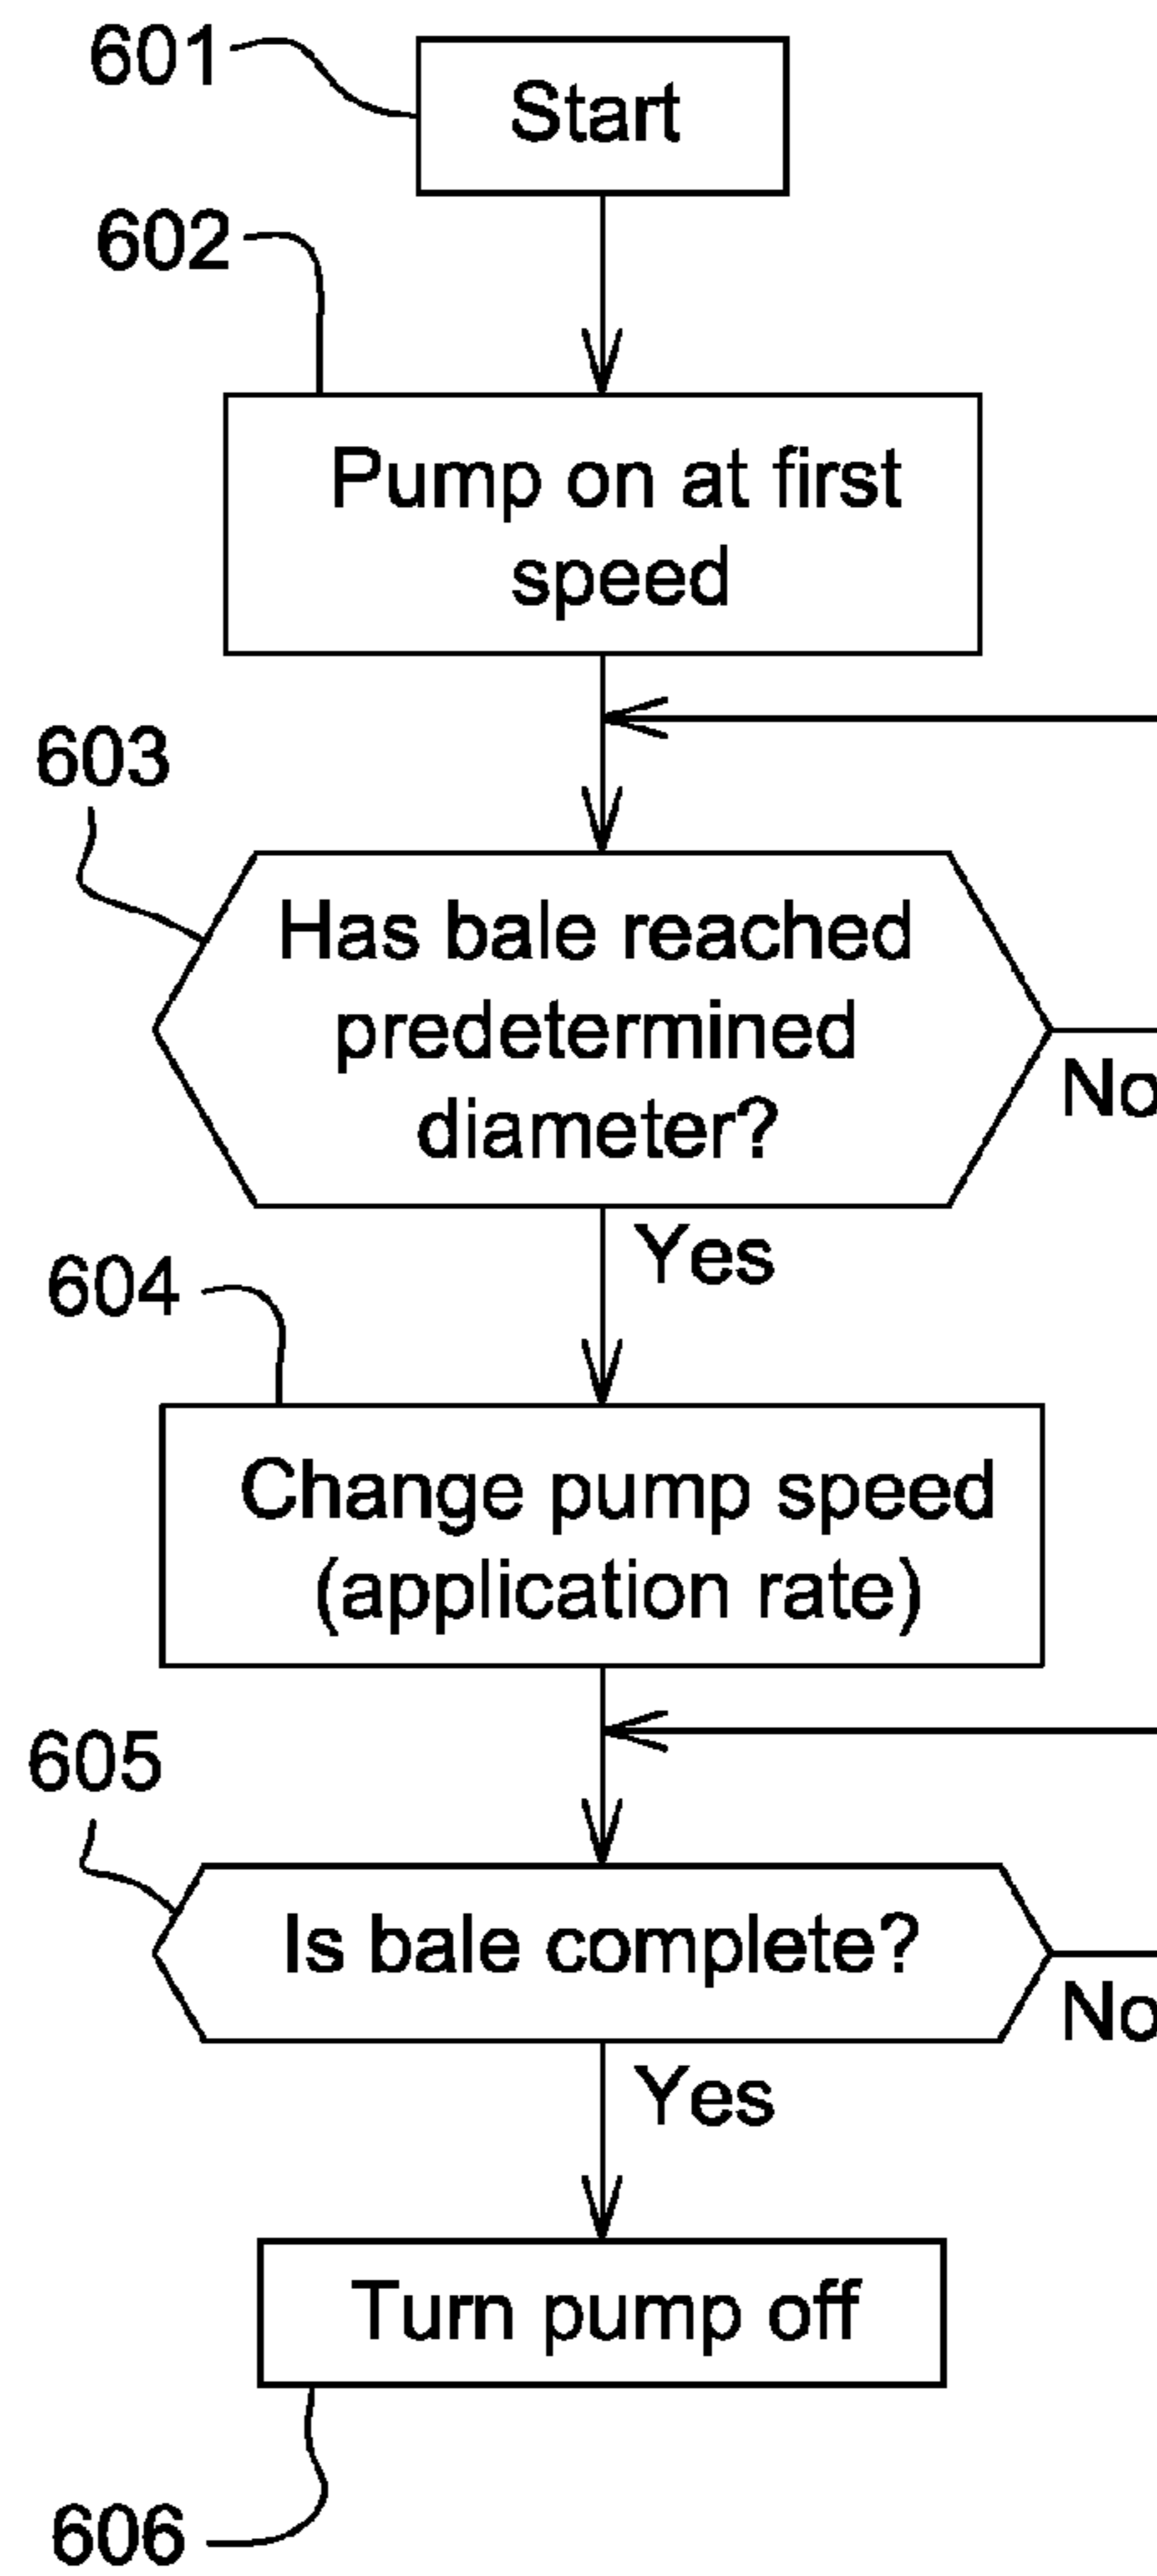 601
Start
602
Pump on at first
speed
603
Has bale reached
predetermined
diameter?
No
Yes
604
Change pump speed
(application rate)
605
Is bale complete?
No
Yes
Turn pump off
606